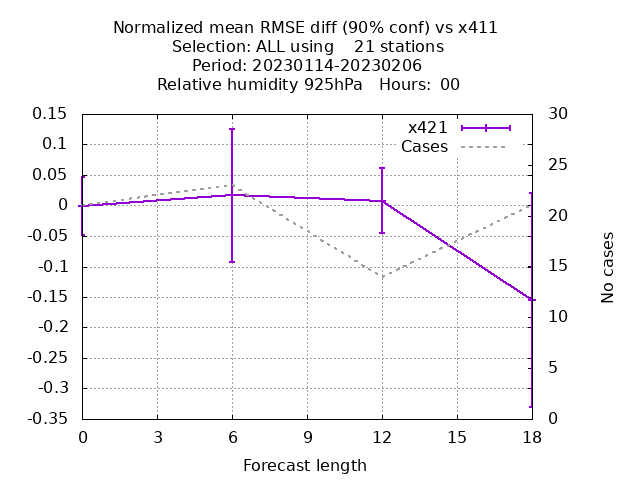 Normalized mean RMSE diff (90% conf) vs x411
Selection: ALL using    21 stations
Period: 20230114-20230206
Relative humidity 925hPa   Hours:  00
x421
Cases
0.15
0.1
0.05
0
-0.05
-0.1
-0.15
-0.2
-0.25
-0.3
-0.35
30
25
20
15
10
5
0
No cases
0 3 6 9 12 15 18
Forecast length